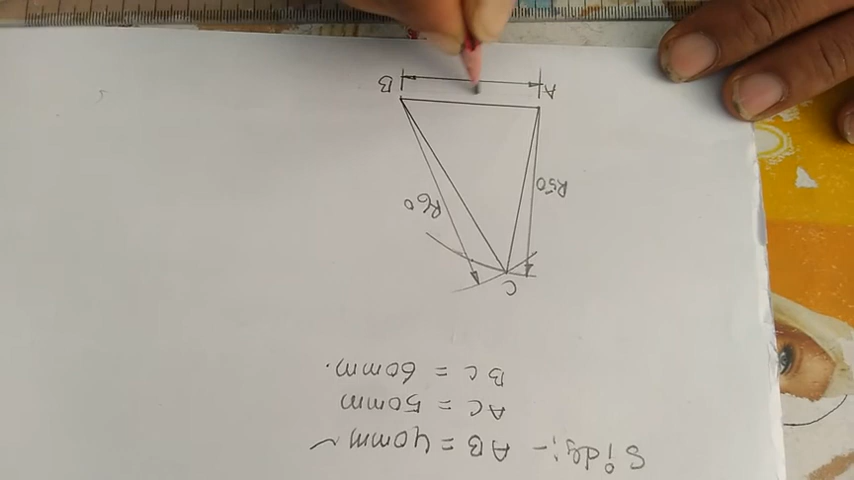 Sides:- AB = 40mm
AC = 50mm
BC = 60mm.
C
R50
R60
A
B